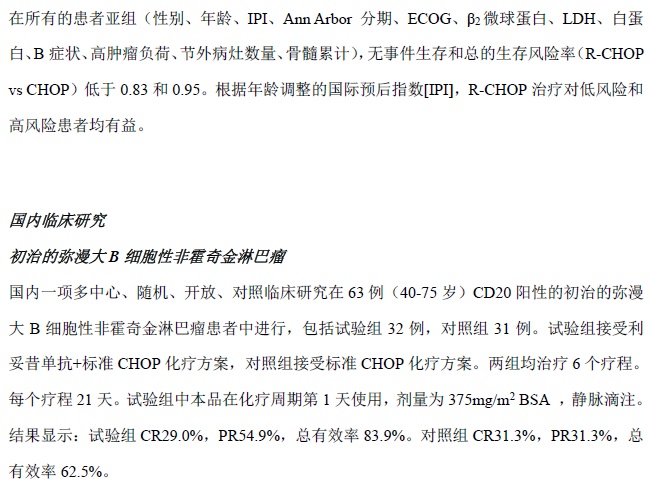 在所有的患者亚组（性别、年龄、IPI、Ann Arbor 分期、ECOG、β2微球蛋白、LDH、白蛋
白、B 症状、高肿瘤负荷、节外病灶数量、骨髓累计），无事件生存和总的生存风险率（R-CHOP
vs CHOP）低于 0.83 和 0.95。根据年龄调整的国际预后指数[IPI]，R-CHOP 治疗对低风险和
高风险患者均有益。
国内临床研究
初治的弥漫大 B 细胞性非霍奇金淋巴瘤
国内一项多中心、随机、开放、对照临床研究在 63 例（40-75 岁）CD20 阳性的初治的弥漫
大 B 细胞性非霍奇金淋巴瘤患者中进行，包括试验组 32 例，对照组 31 例。试验组接受利
妥昔单抗+标准 CHOP 化疗方案，对照组接受标准 CHOP 化疗方案。两组均治疗 6 个疗程。
每个疗程 21 天。试验组中本品在化疗周期第 1 天使用，剂量为 375mg/m2 BSA ，静脉滴注。
结果显示：试验组 CR29.0%，PR54.9%，总有效率 83.9%。对照组 CR31.3%，PR31.3%，总
有效率 62.5%。